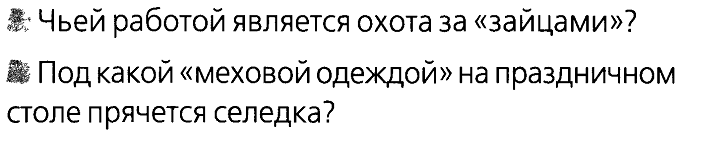 Чьей работой является охота за «зайцами»?
Под какой «меховой одеждой» на праздничном
столе прячется селедка?